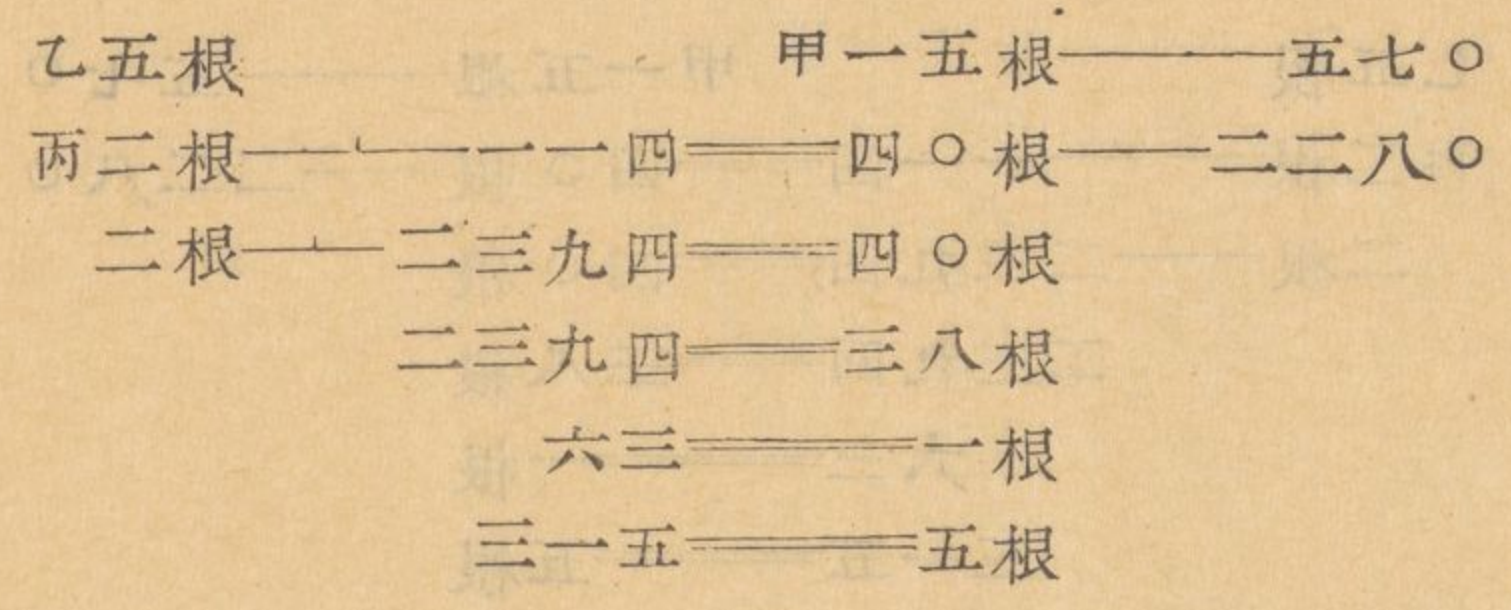 乙五根　甲一五根—五七〇
丙二根⊥一一四＝四〇根—二二八〇
二根⊥二三九四＝四〇根
二三九四＝三八根
六三＝一根
三一五＝五根